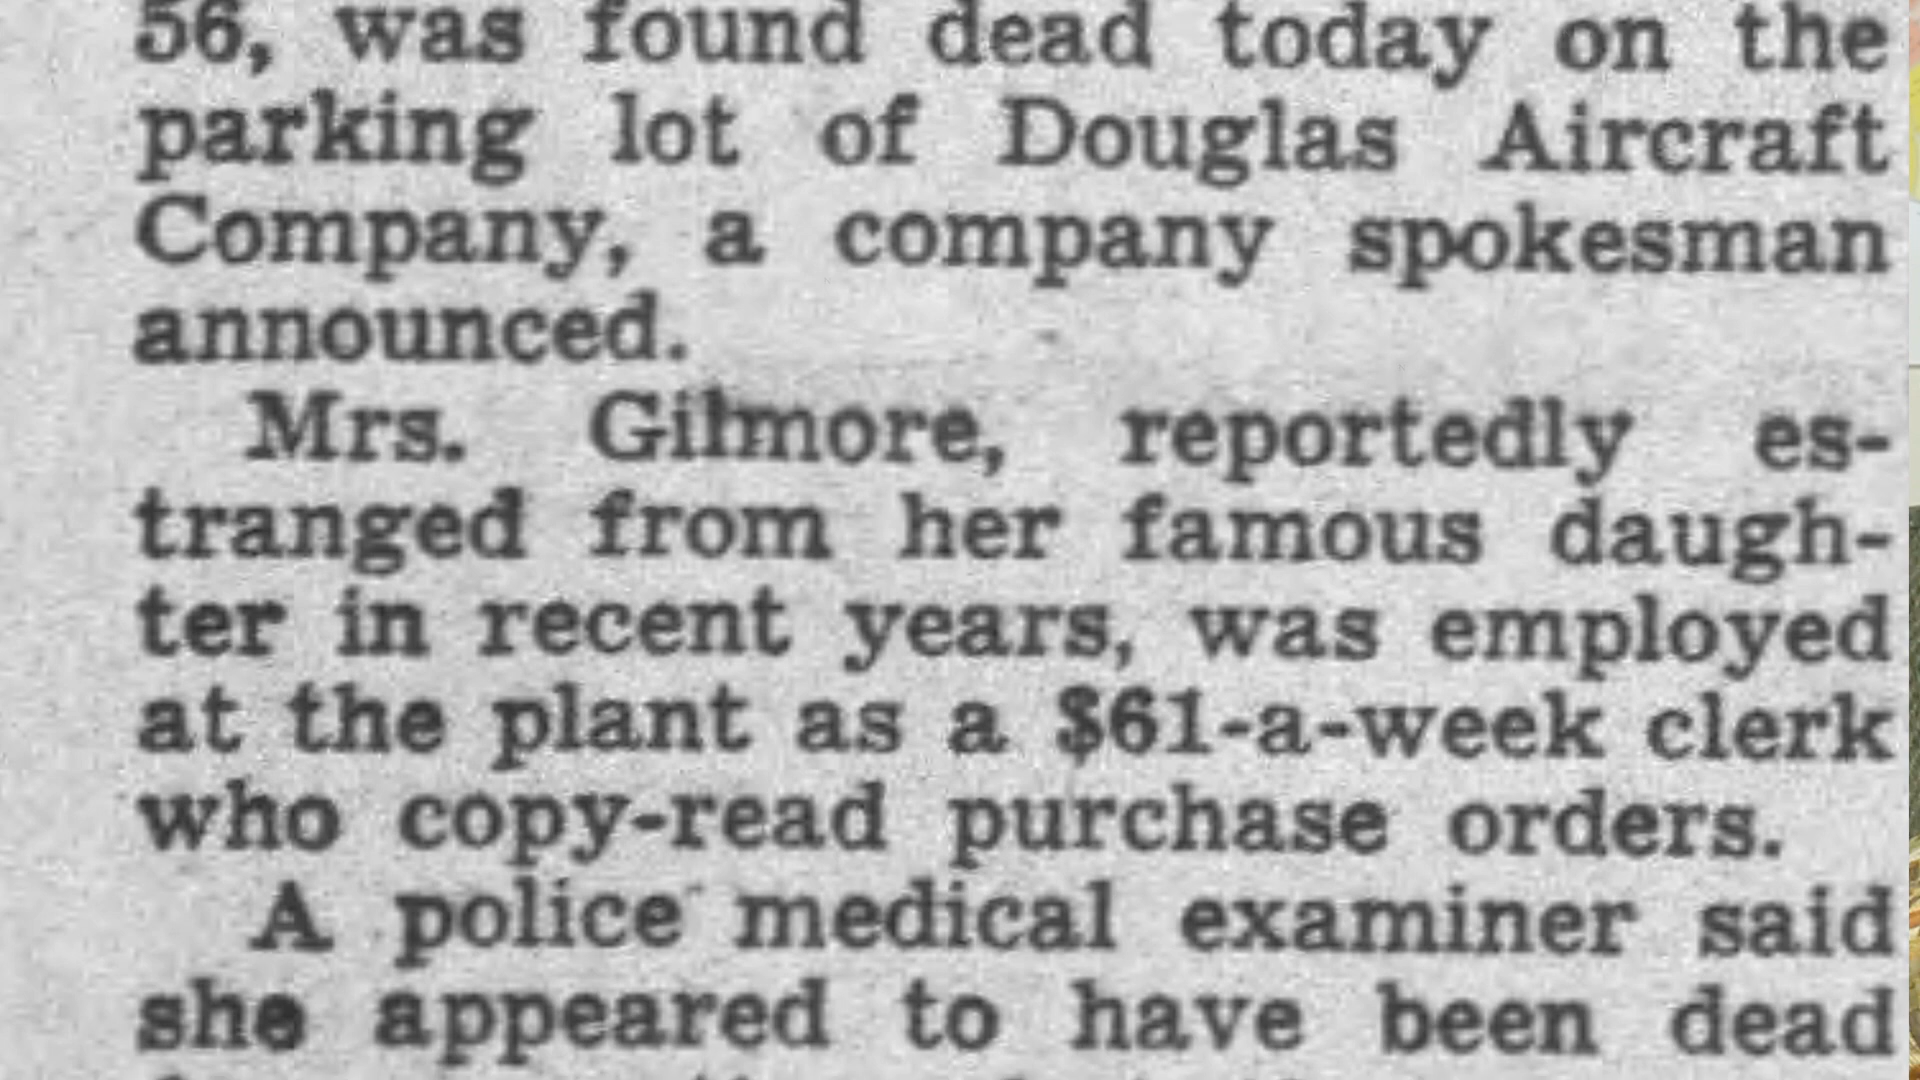 56, was found dead today on the
parking lot of Douglas Aircraft
Company, a company spokesman
announced.
Mrs. Gilmore, reportedly es-
tranged from her famous daugh-
ter in recent years, was employed
at the plant as a $61-a-week clerk
who copy-read purchase orders.
A police medical examiner said
she appeared to have been dead